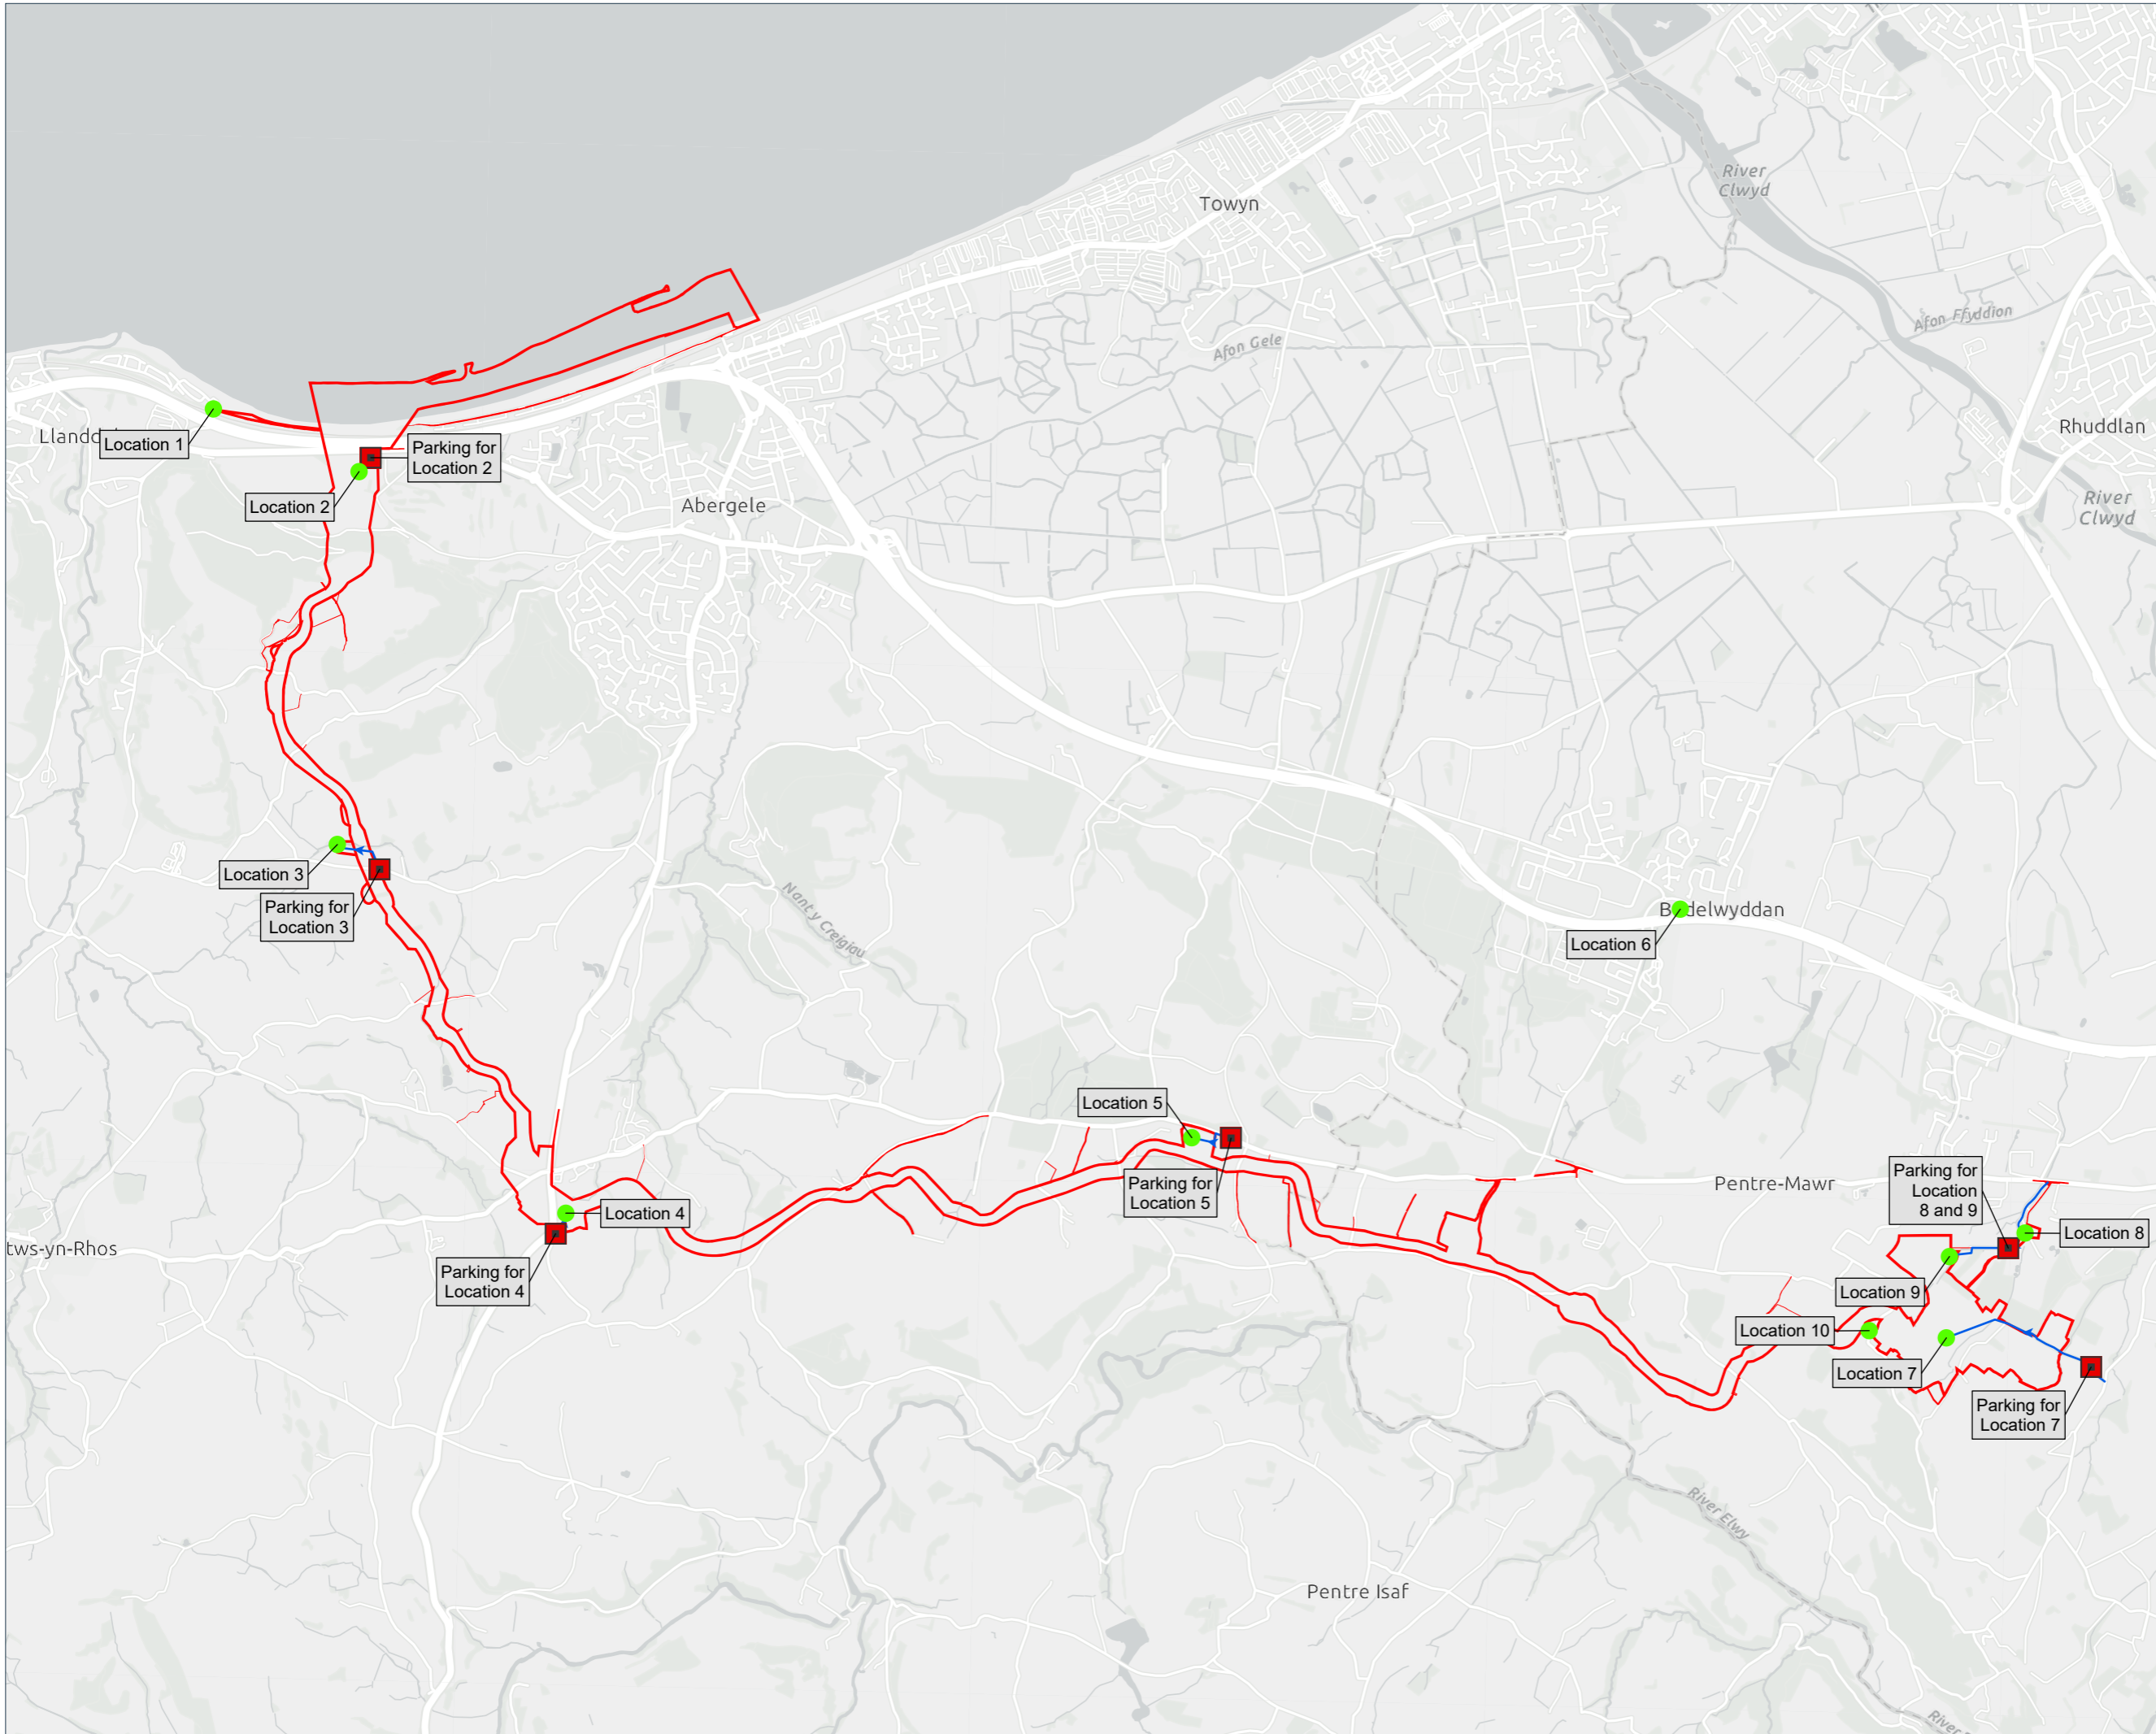 River
Clwyd
Towyn
Afon Ffyddion
Afon Gele
Rhuddlan
Location 1
Parking for
Location 2
Location 2
Abergele
River
Clwyd
Location 3
Parking for
Location 3
Nant y Creigiau
Location 6
delwyddan
Location 5
Parking for
Location 5
Pentre-Mawr
Parking for
Location
8 and 9
Location 4
Location 8
tws-yn-Rhos
Parking for
Location 4
Location 9
Location 10
Location 7
Parking for
Location 7
River Elwy
Pentre Isaf
River